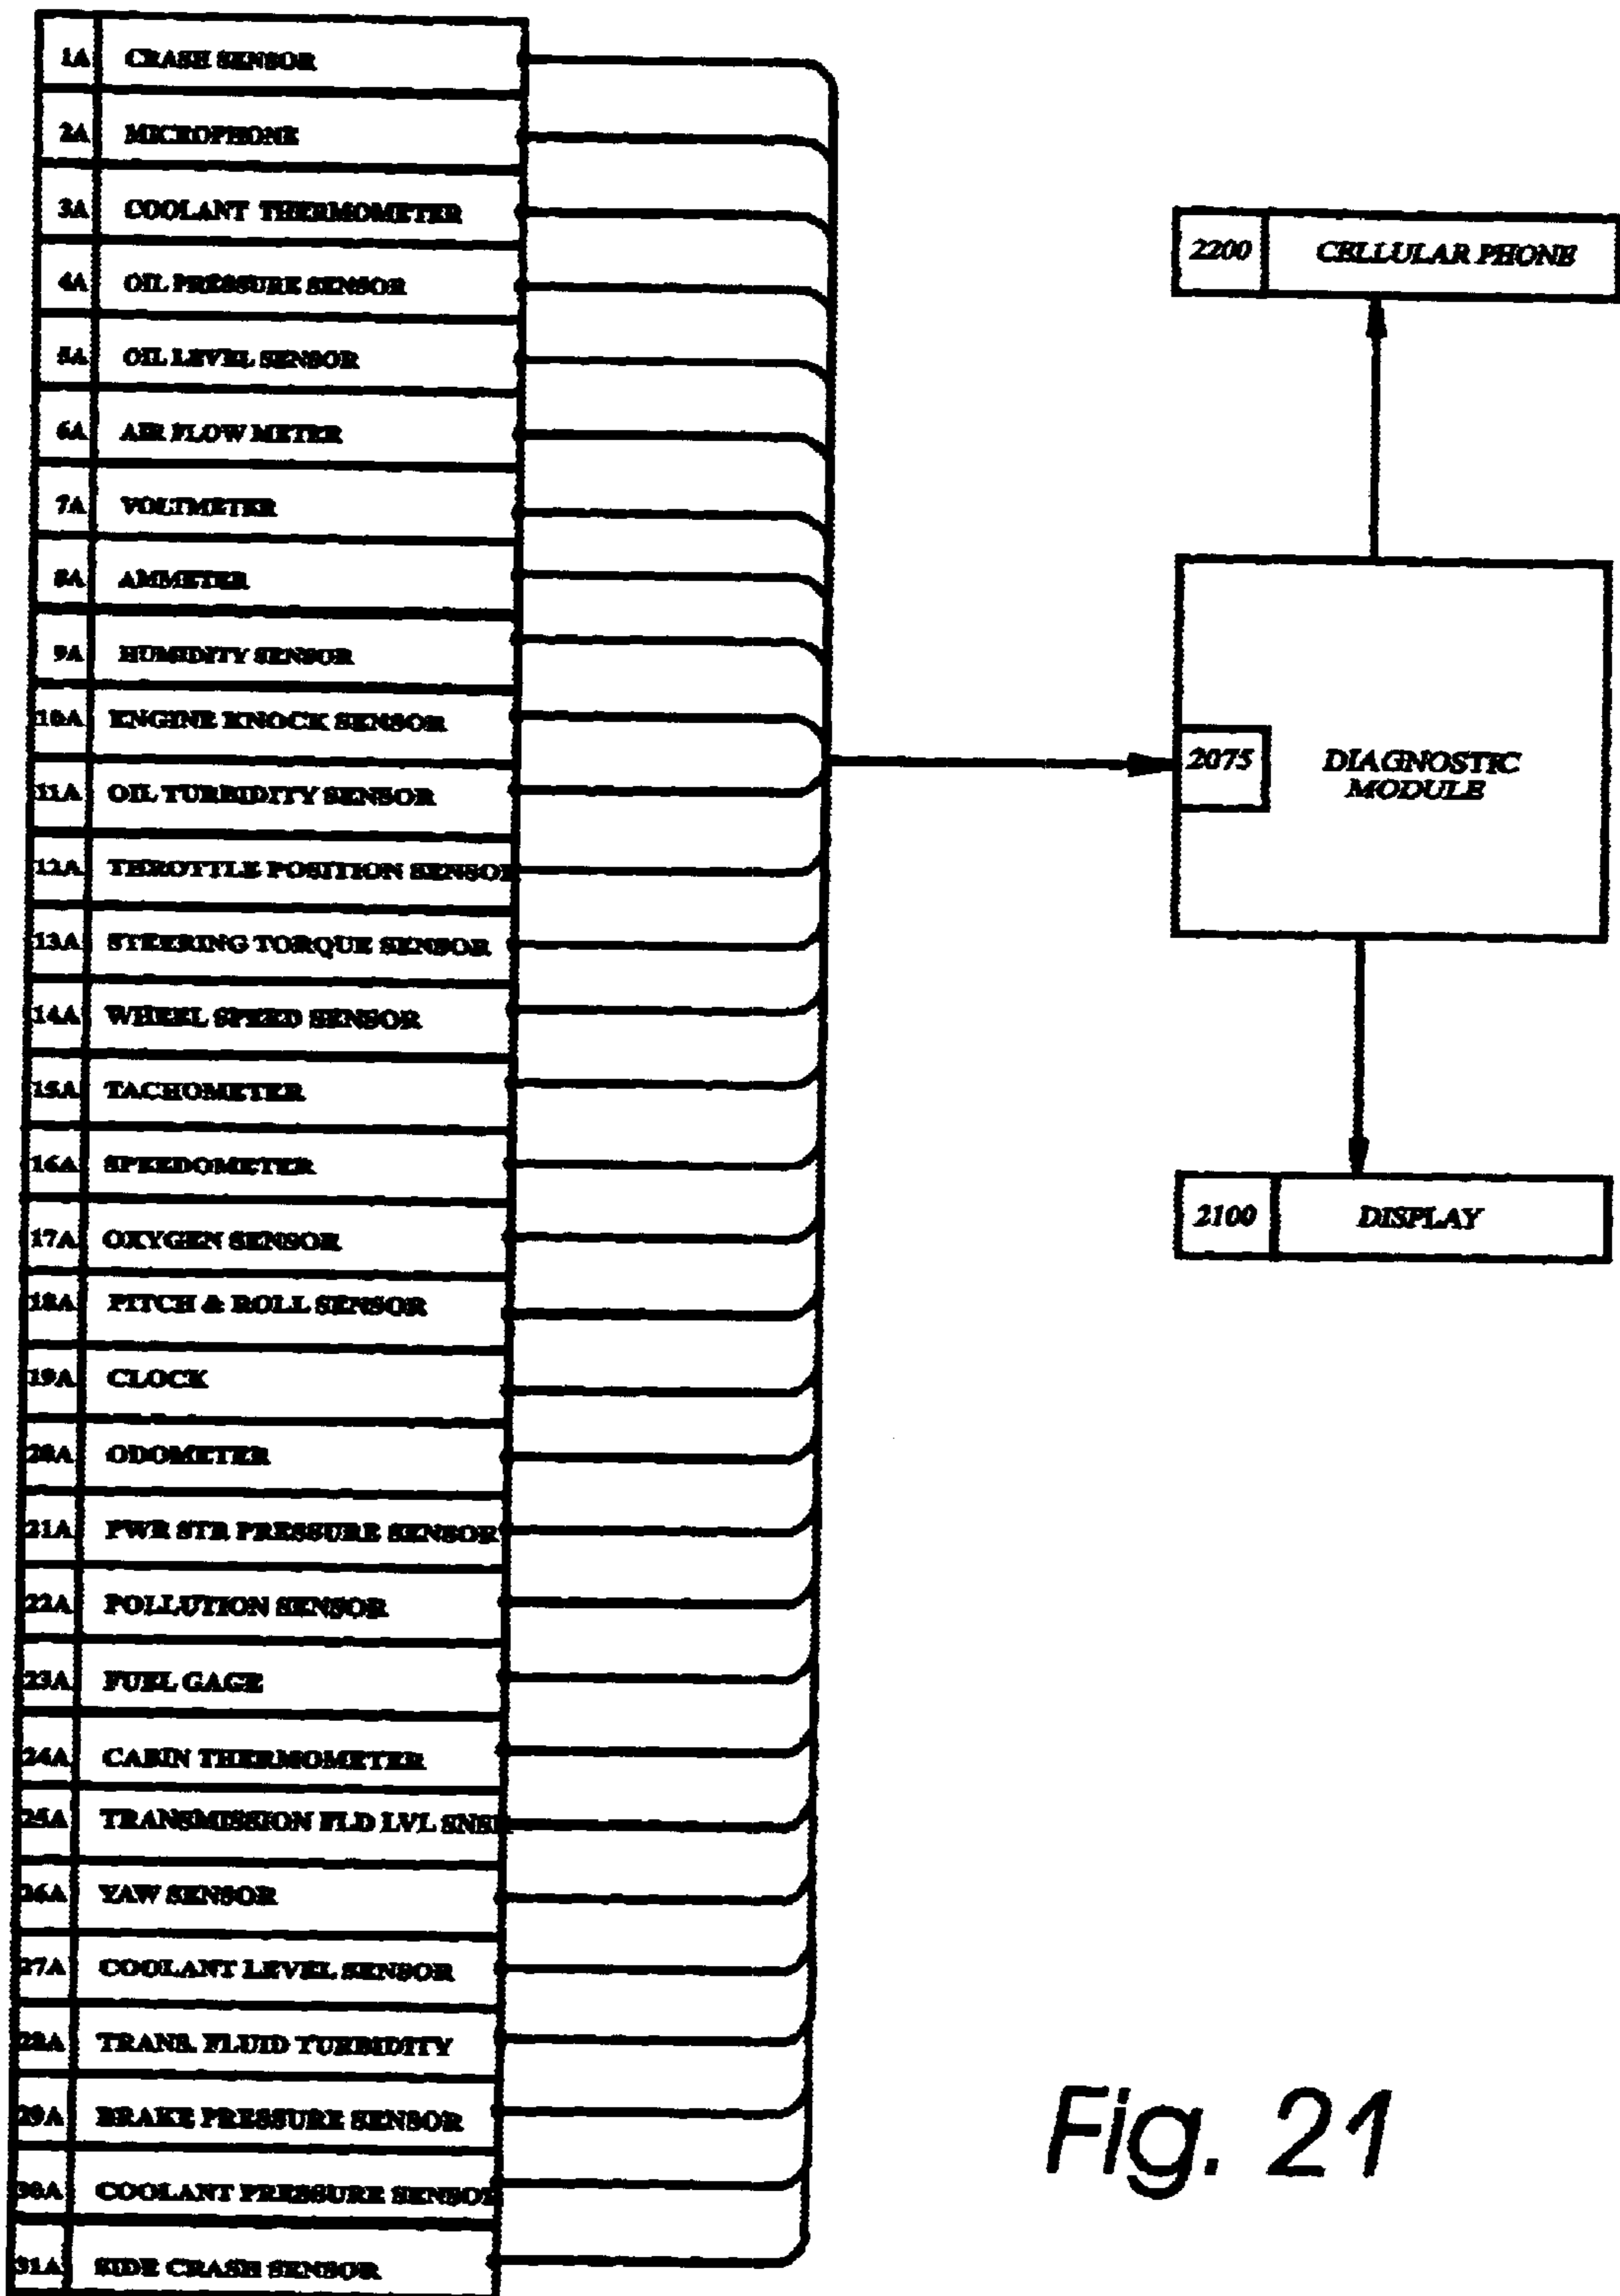 1A CRASH SENSOR
2A MICROPHONE
3A COOLANT THERMOMETER
4A OIL PRESSURE SENSOR
5A OIL LEVEL SENSOR
6A AIR FLOW METER
7A VOLTMETER
8A AMMETER
9A HUMIDITY SENSOR
10A ENGINE KNOCK SENSOR
11A OIL TURBIDITY SENSOR
12A THROTTLE POSITION SENSOR
13A STEERING TORQUE SENSOR
14A WHEEL SPEED SENSOR
15A TACHOMETER
16A SPEEDOMETER
17A OXYGEN SENSOR
18A PITCH & ROLL SENSOR
19A CLOCK
20A ODOMETER
21A PWR STR PRESSURE SENSOR
22A POLLUTION SENSOR
23A FUEL GAGE
24A CABIN THERMOMETER
25A TRANSMISSION FLD LVL SNSR
26A YAW SENSOR
27A COOLANT LEVEL SENSOR
28A TRANS. FLUID TURBIDITY
29A BRAKE PRESSURE SENSOR
30A COOLANT PRESSURE SENSOR
31A SIDE CRASH SENSOR
2200 CELLULAR PHONE
2075 DIAGNOSTIC
MODULE
2100 DISPLAY
Fig. 21